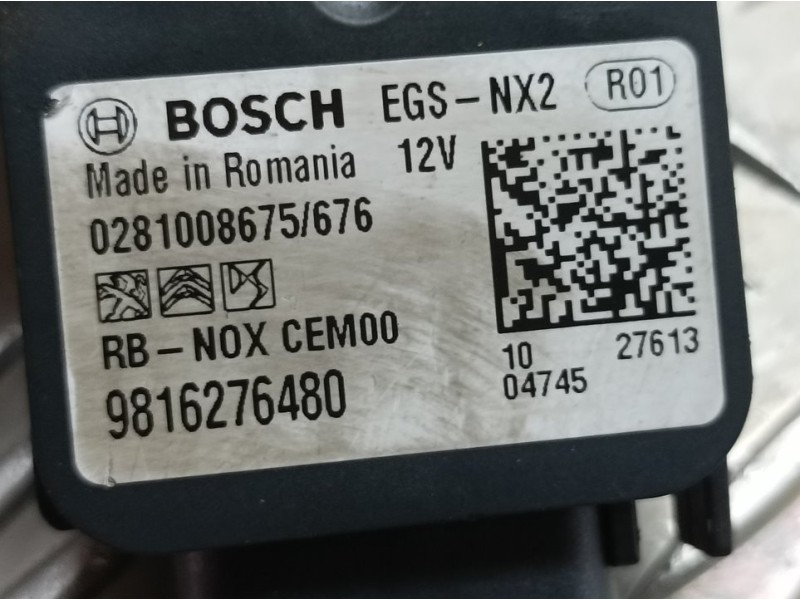 BOSCH EGS-NX2 R01
Made in Romania 12V
0281008675/676
RB-NOX CEM00
9816276480
10 27613
04745